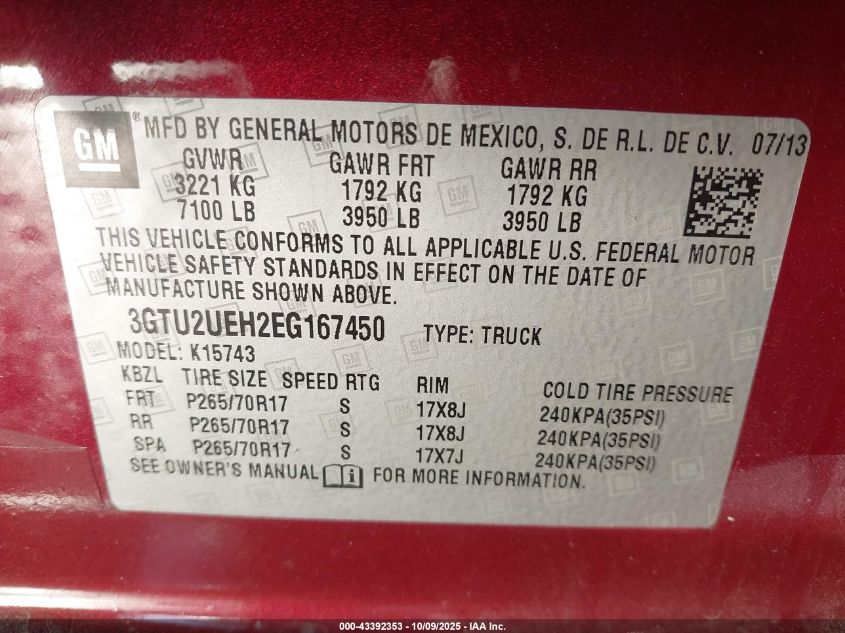 GM ® MFD BY GENERAL MOTORS DE MEXICO, S. DE R.L. DE C.V. 07/13
GVWR GAWR FRT GAWR RR
3221 KG 1792 KG 1792 KG
7100 LB 3950 LB 3950 LB
THIS VEHICLE CONFORMS TO ALL APPLICABLE U.S. FEDERAL MOTOR
VEHICLE SAFETY STANDARDS IN EFFECT ON THE DATE OF
MANUFACTURE SHOWN ABOVE.
3GTU2UEH2EG167450 TYPE: TRUCK
MODEL: K15743
KBZL TIRE SIZE SPEED RTG RIM COLD TIRE PRESSURE
FRT P265/70R17 S 17X8J 240KPA(35PSI)
RR P265/70R17 S 17X8J 240KPA(35PSI)
SPA P265/70R17 S 17X7J 240KPA(35PSI)
SEE OWNER'S MANUAL i FOR MORE INFORMATION.
000-43392353 - 10/09/2025 - IAA Inc.